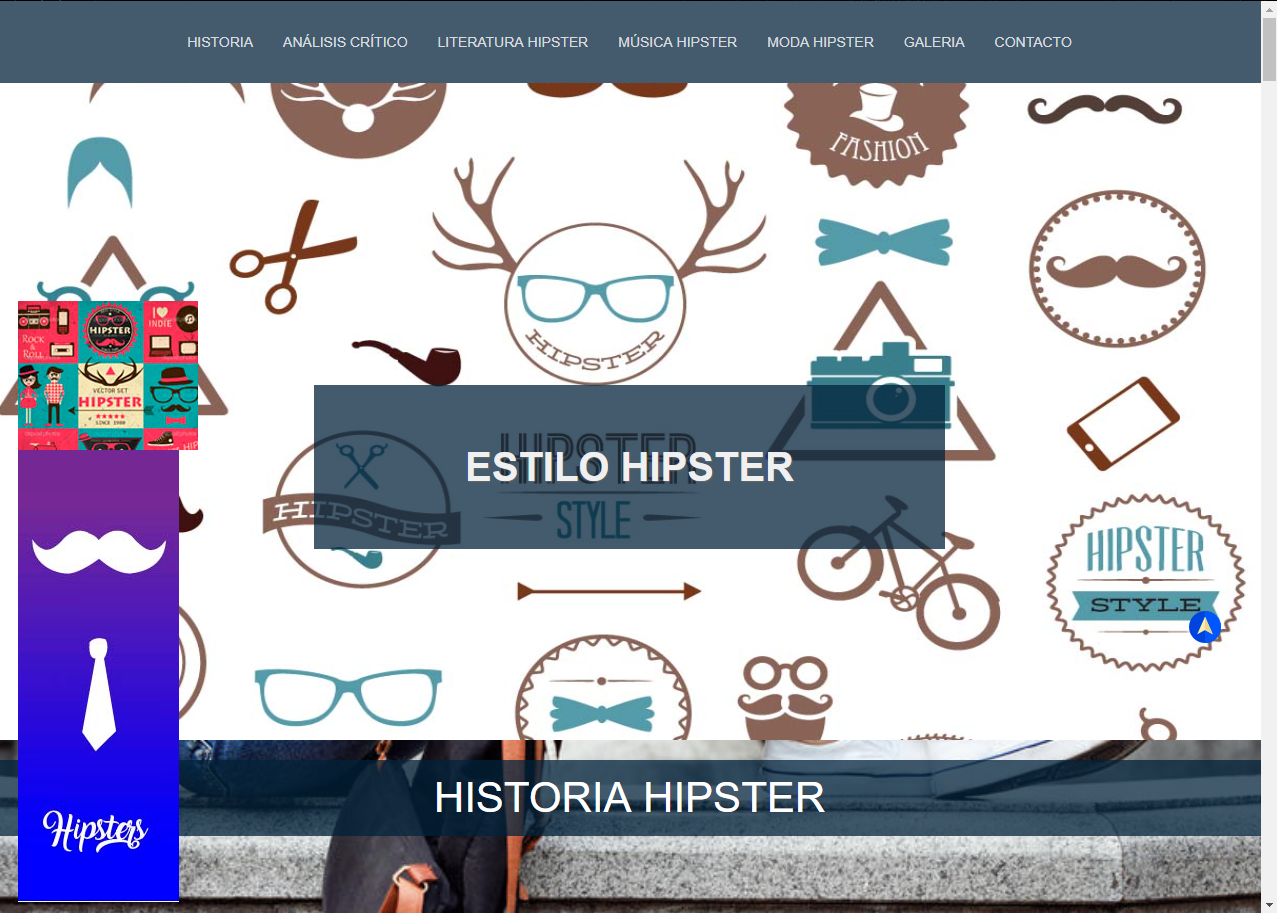 HISTORIA ANÁLISIS CRÍTICO LITERATURA HIPSTER MÚSICA HIPSTER MODA HIPSTER GALERIA CONTACTO
FASHION
HIPSTER
I ♥
INDIE
HIPSTER
ROCK
&
ROLL
VECTOR SET
HIPSTER
SINCE 1980
HIPSTER
STYLE
ESTILO HIPSTER
HIPSTER
HIPSTER
STYLE
HISTORIA HIPSTER
Hipsters